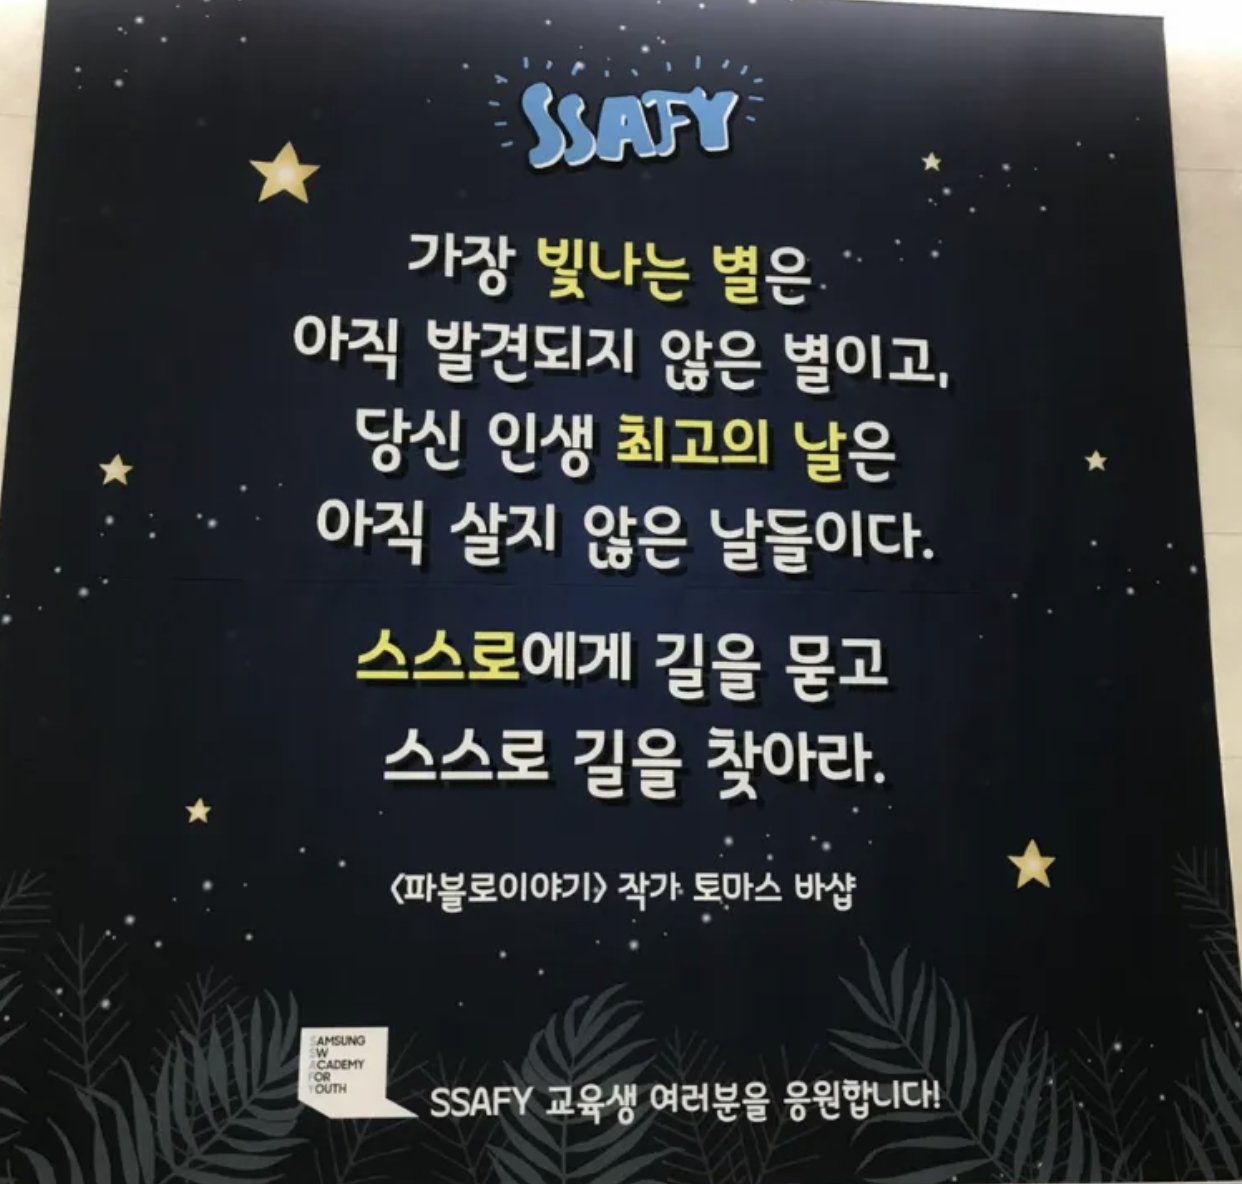 SSAFY
가장 빛나는 별은
아직 발견되지 않은 별이고,
당신 인생 최고의 날은
아직 살지 않은 날들이다.
스스로에게 길을 묻고
스스로 길을 찾아라.
<파블로이야기> 작가 토마스 바샵
SAMSUNG
SW
ACADEMY
FOR
YOUTH
SSAFY 교육생 여러분을 응원합니다!